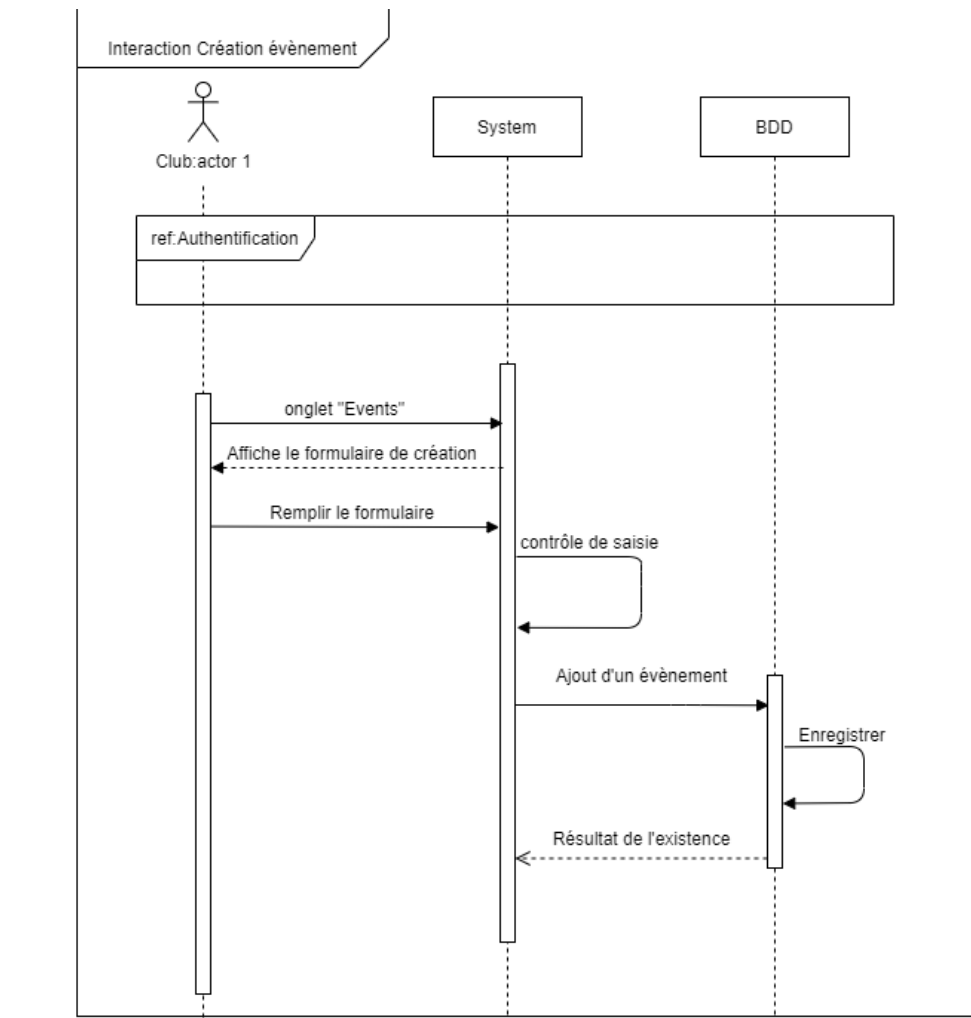 Interaction Création évènement
Club:actor 1
System
BDD
ref:Authentification
onglet "Events"
Affiche le formulaire de création
Remplir le formulaire
contrôle de saisie
Ajout d'un évènement
Enregistrer
Résultat de l'existence